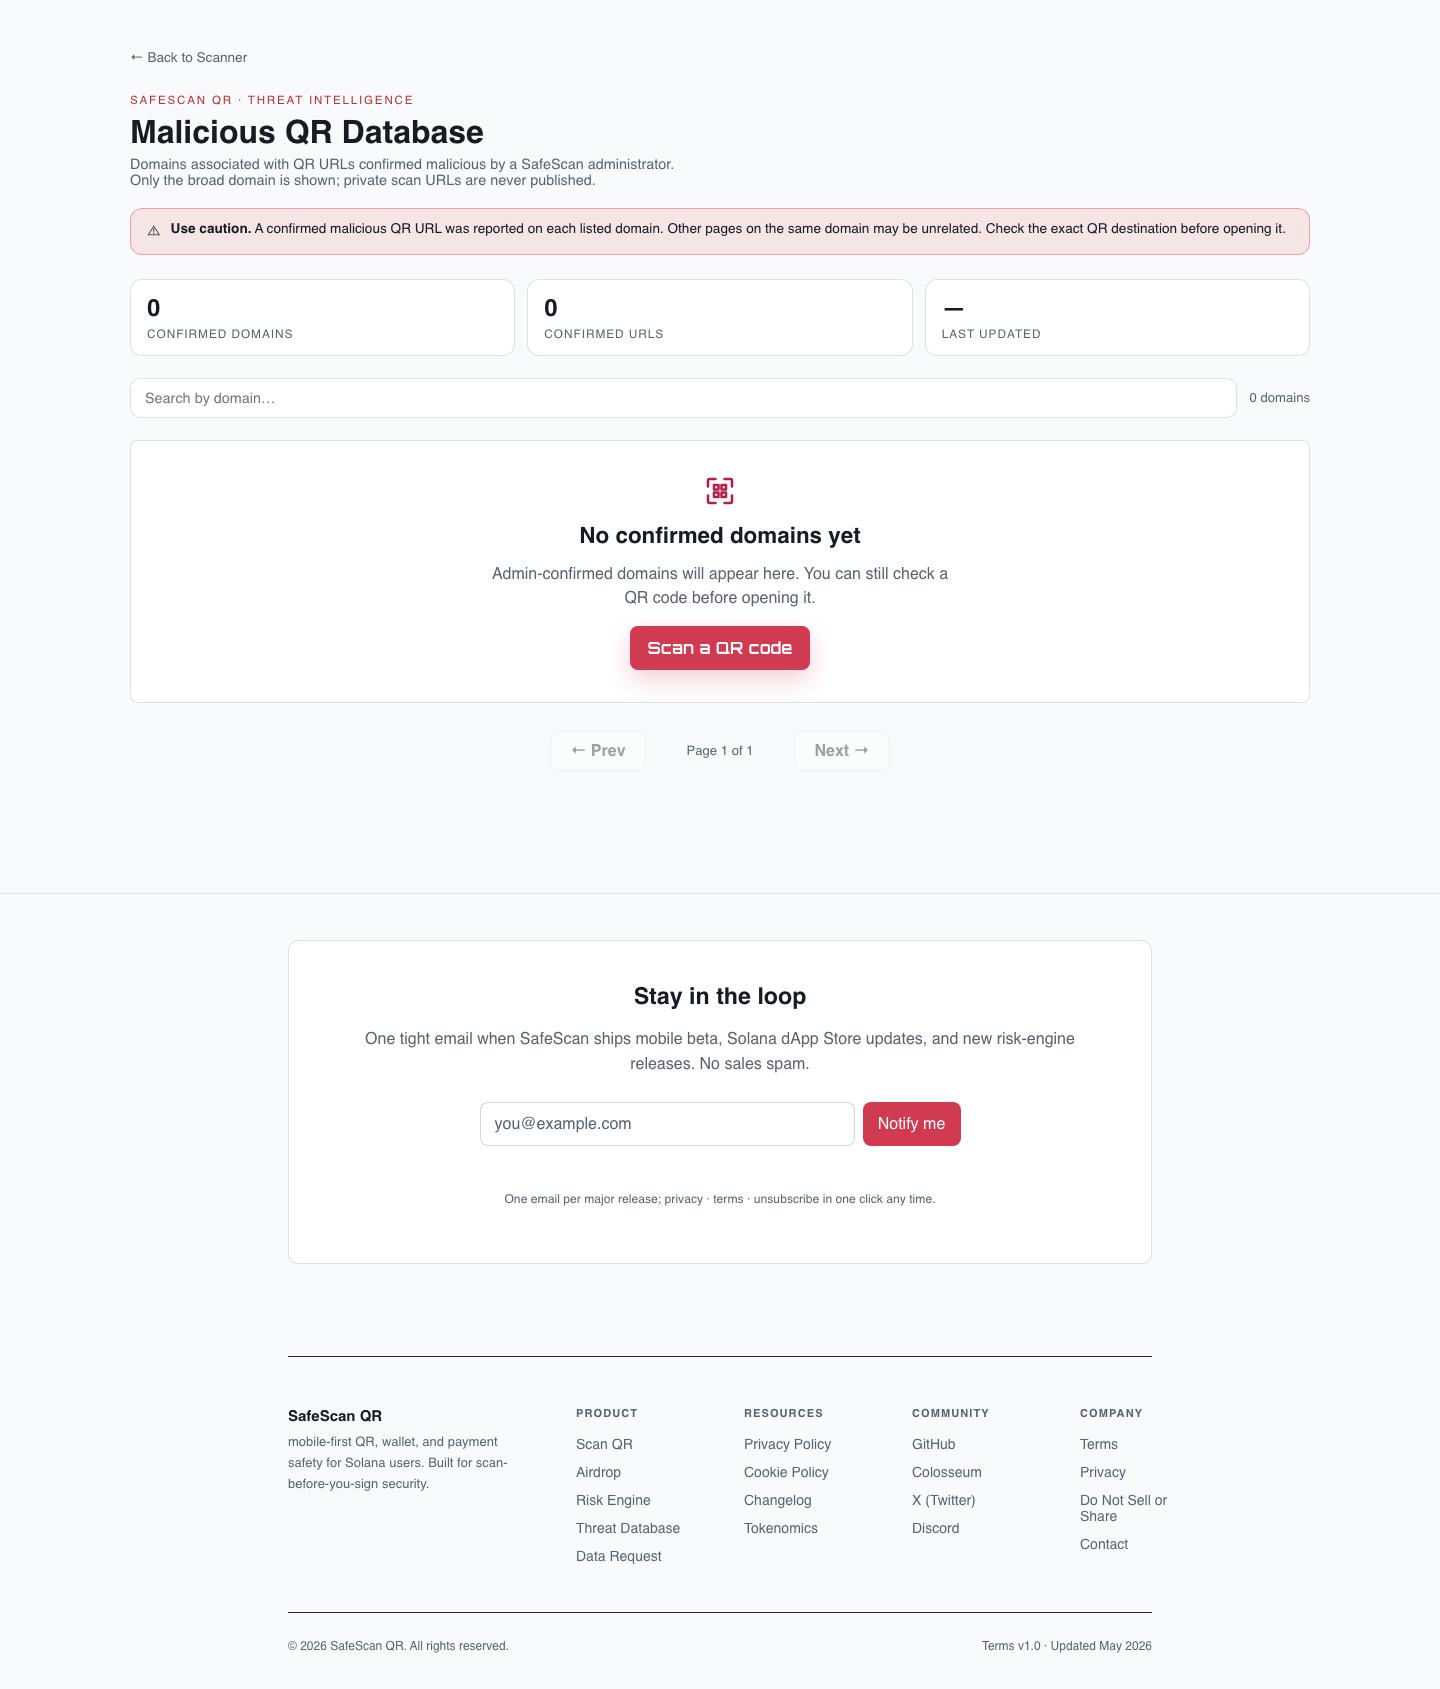 ← Back to Scanner
SAFESCAN QR · THREAT INTELLIGENCE
Malicious QR Database
Domains associated with QR URLs confirmed malicious by a SafeScan administrator.
Only the broad domain is shown; private scan URLs are never published.
⚠ Use caution. A confirmed malicious QR URL was reported on each listed domain. Other pages on the same domain may be unrelated. Check the exact QR destination before opening it.
0
CONFIRMED DOMAINS
0
CONFIRMED URLS
—
LAST UPDATED
Search by domain…
0 domains
No confirmed domains yet
Admin-confirmed domains will appear here. You can still check a
QR code before opening it.
Scan a QR code
← Prev
Page 1 of 1
Next →
Stay in the loop
One tight email when SafeScan ships mobile beta, Solana dApp Store updates, and new risk-engine
releases. No sales spam.
you@example.com
Notify me
One email per major release; privacy · terms · unsubscribe in one click any time.
SafeScan QR
mobile-first QR, wallet, and payment
safety for Solana users. Built for scan-
before-you-sign security.
PRODUCT
Scan QR
Airdrop
Risk Engine
Threat Database
Data Request
RESOURCES
Privacy Policy
Cookie Policy
Changelog
Tokenomics
COMMUNITY
GitHub
Colosseum
X (Twitter)
Discord
COMPANY
Terms
Privacy
Do Not Sell or
Share
Contact
© 2026 SafeScan QR. All rights reserved.
Terms v1.0 · Updated May 2026